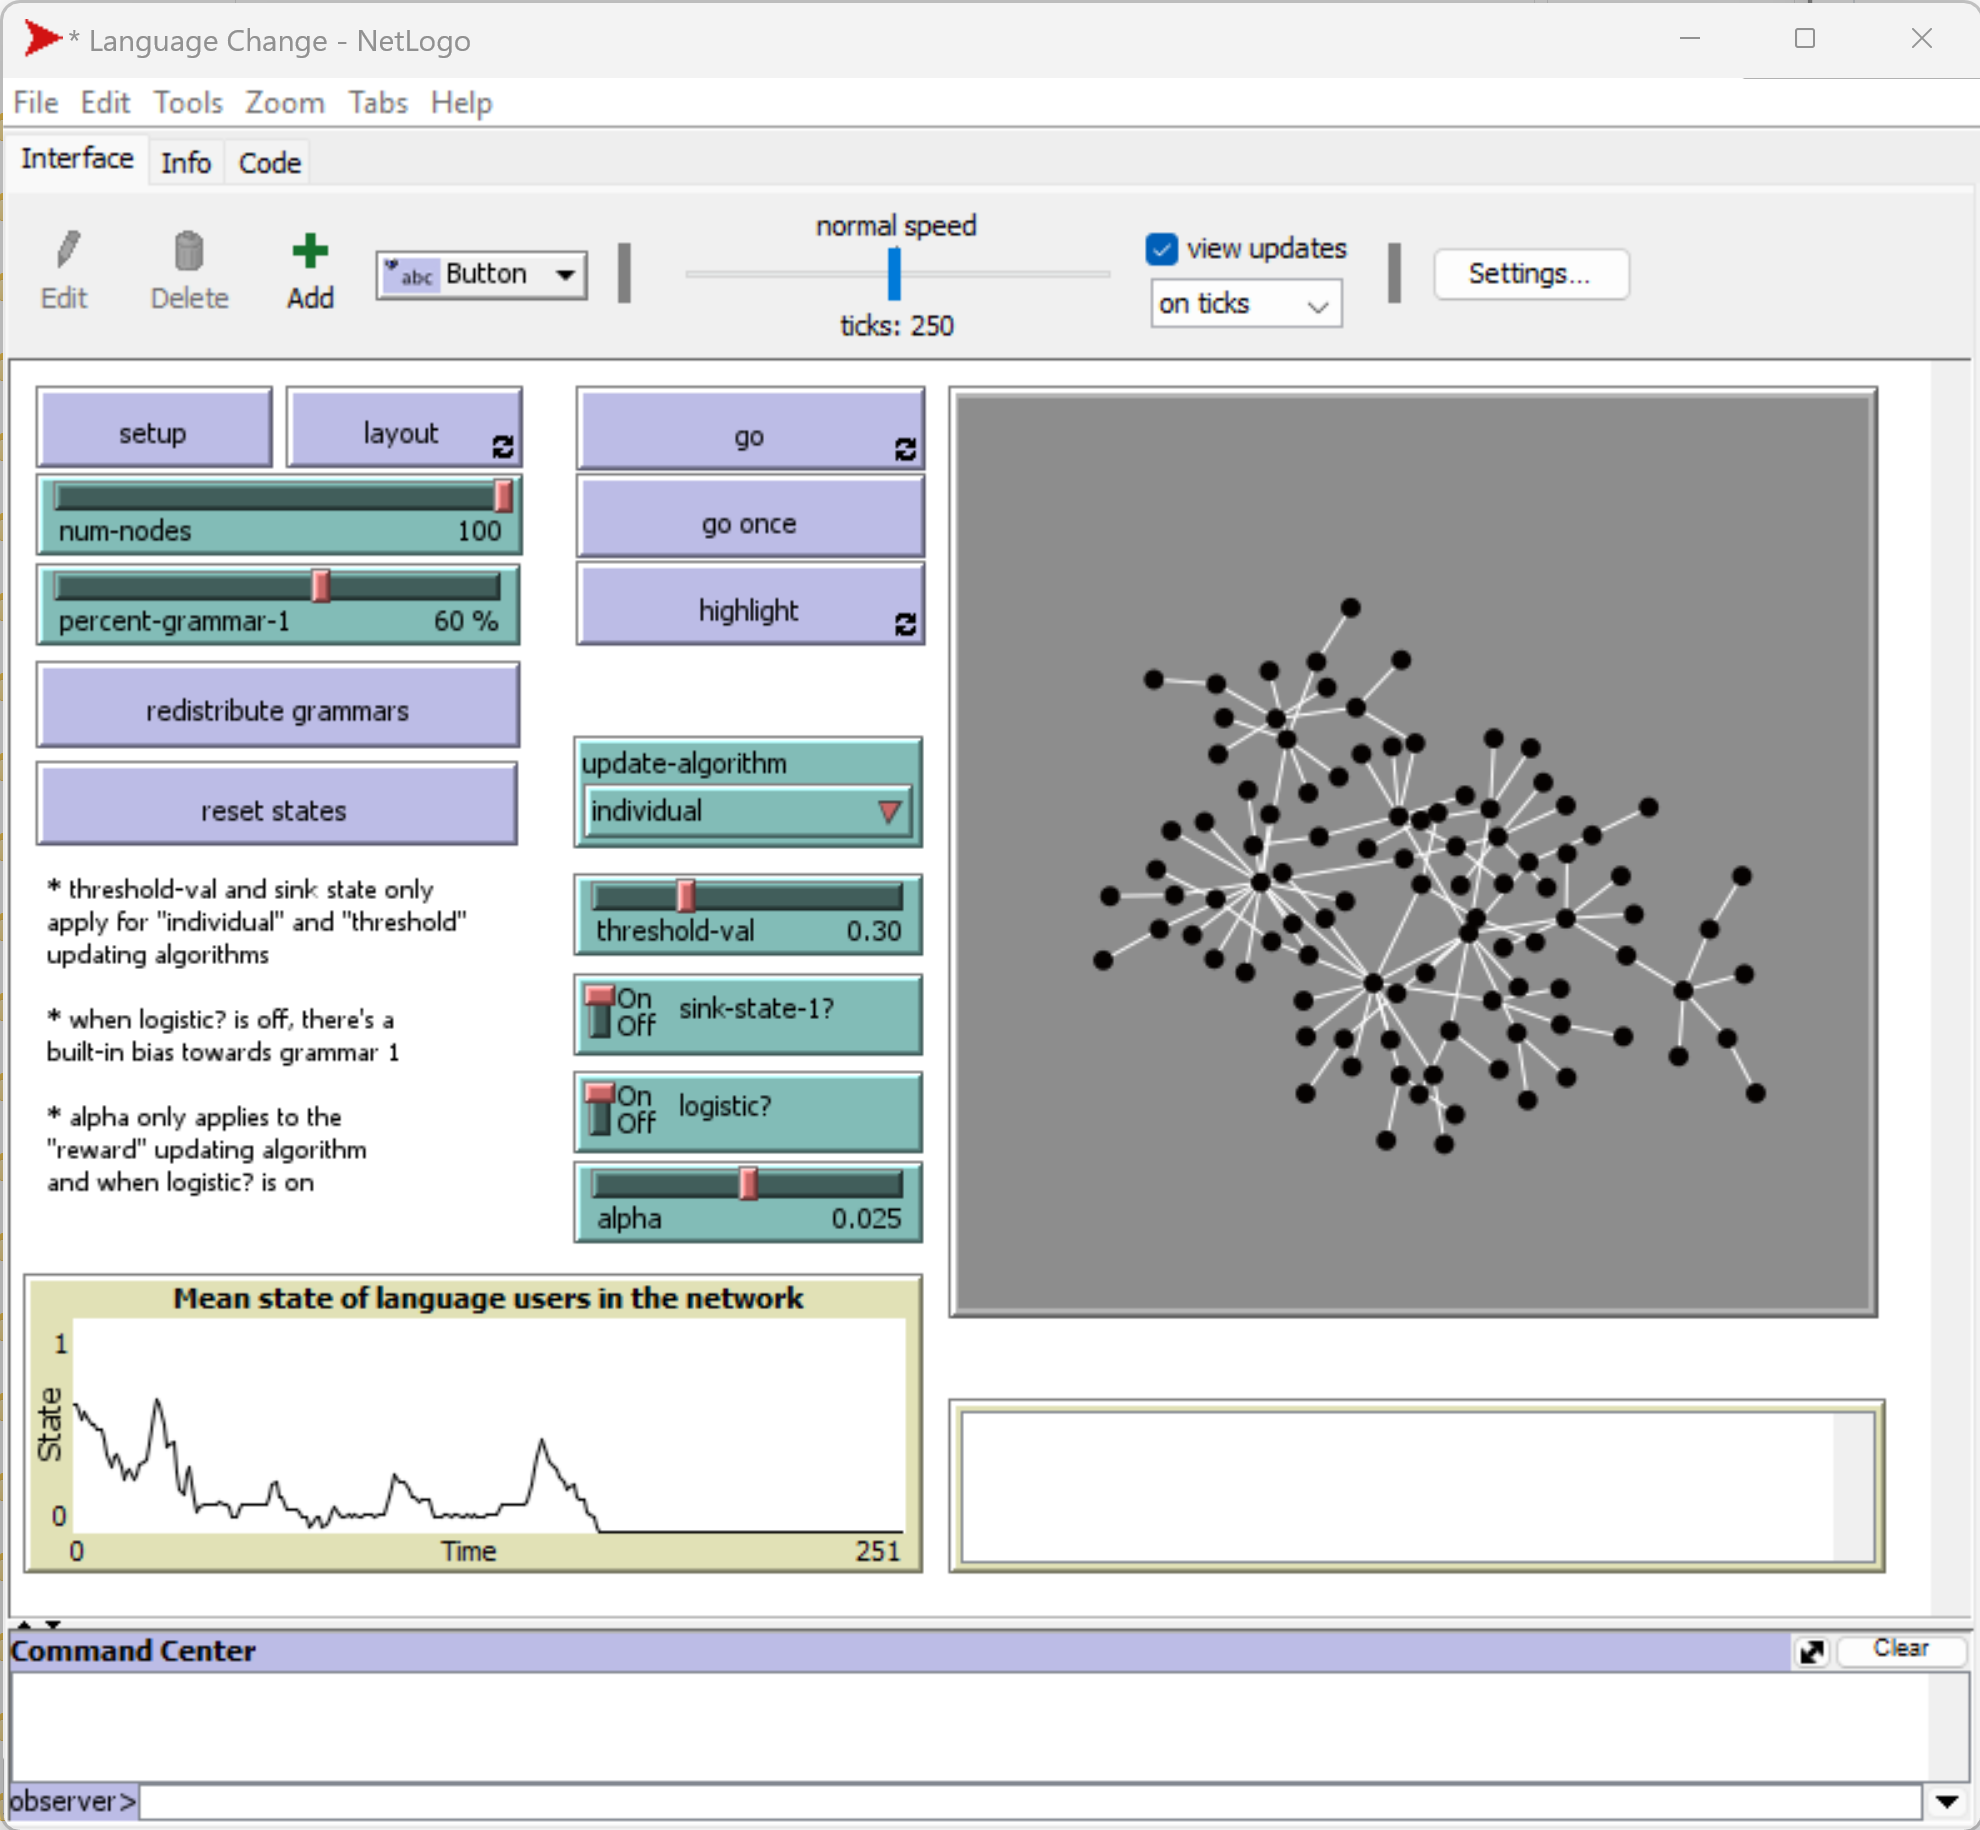 * Language Change - NetLogo
File Edit Tools Zoom Tabs Help
Interface Info Code
normal speed
view updates
Edit Delete Add abc Button on ticks Settings...
ticks: 250
setup layout go
num-nodes 100
go once
percent-grammar-1 60 %
highlight
redistribute grammars
update-algorithm
individual
reset states
* threshold-val and sink state only
apply for "individual" and "threshold"
updating algorithms
* when logistic? is off, there's a
built-in bias towards grammar 1
* alpha only applies to the
"reward" updating algorithm
and when logistic? is on
threshold-val 0.30
On
Off
sink-state-1?
On
Off
logistic?
alpha 0.025
Mean state of language users in the network
1
State
0
0 Time 251
Command Center Clear
observer>